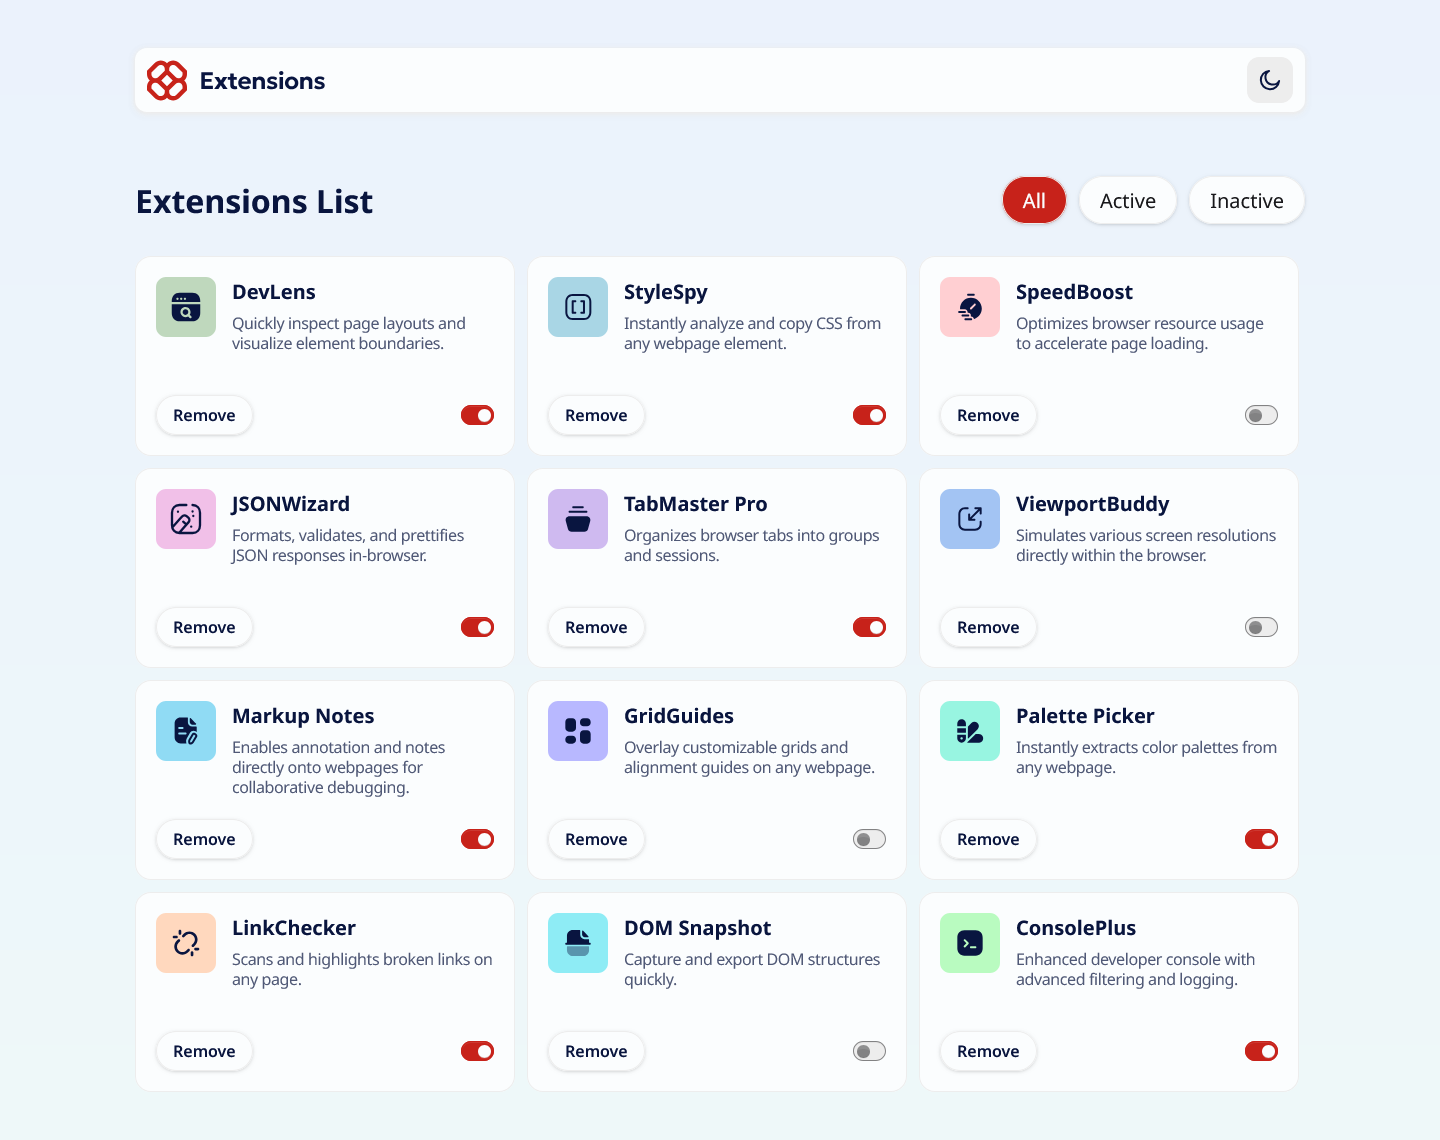 Extensions
Extensions List
All
Active
Inactive
DevLens
Quickly inspect page layouts and
visualize element boundaries.
Remove
StyleSpy
Instantly analyze and copy CSS from
any webpage element.
Remove
SpeedBoost
Optimizes browser resource usage
to accelerate page loading.
Remove
JSONWizard
Formats, validates, and prettifies
JSON responses in-browser.
Remove
TabMaster Pro
Organizes browser tabs into groups
and sessions.
Remove
ViewportBuddy
Simulates various screen resolutions
directly within the browser.
Remove
Markup Notes
Enables annotation and notes
directly onto webpages for
collaborative debugging.
Remove
GridGuides
Overlay customizable grids and
alignment guides on any webpage.
Remove
Palette Picker
Instantly extracts color palettes from
any webpage.
Remove
LinkChecker
Scans and highlights broken links on
any page.
Remove
DOM Snapshot
Capture and export DOM structures
quickly.
Remove
ConsolePlus
Enhanced developer console with
advanced filtering and logging.
Remove